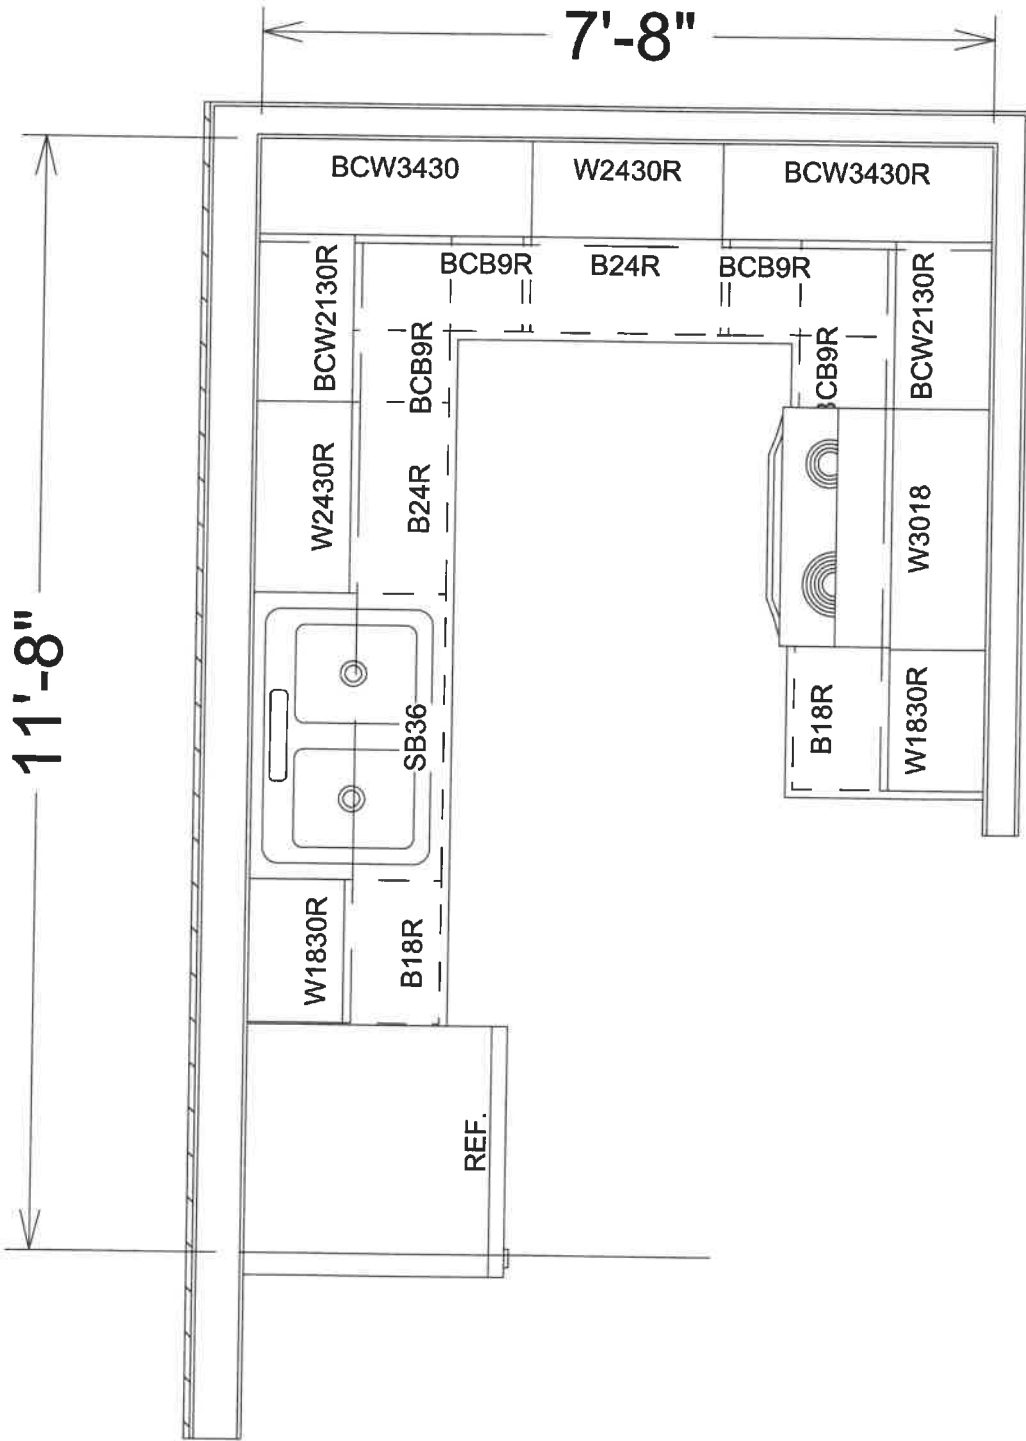 7'-8"
BCW3430
W2430R
BCW3430R
BCB9R
B24R
BCB9R
BCW2130R
BCB9R
BCB9R
BCW2130R
W2430R
B24R
W3018
11'-8"
SB36
B18R
W1830R
W1830R
B18R
REF.